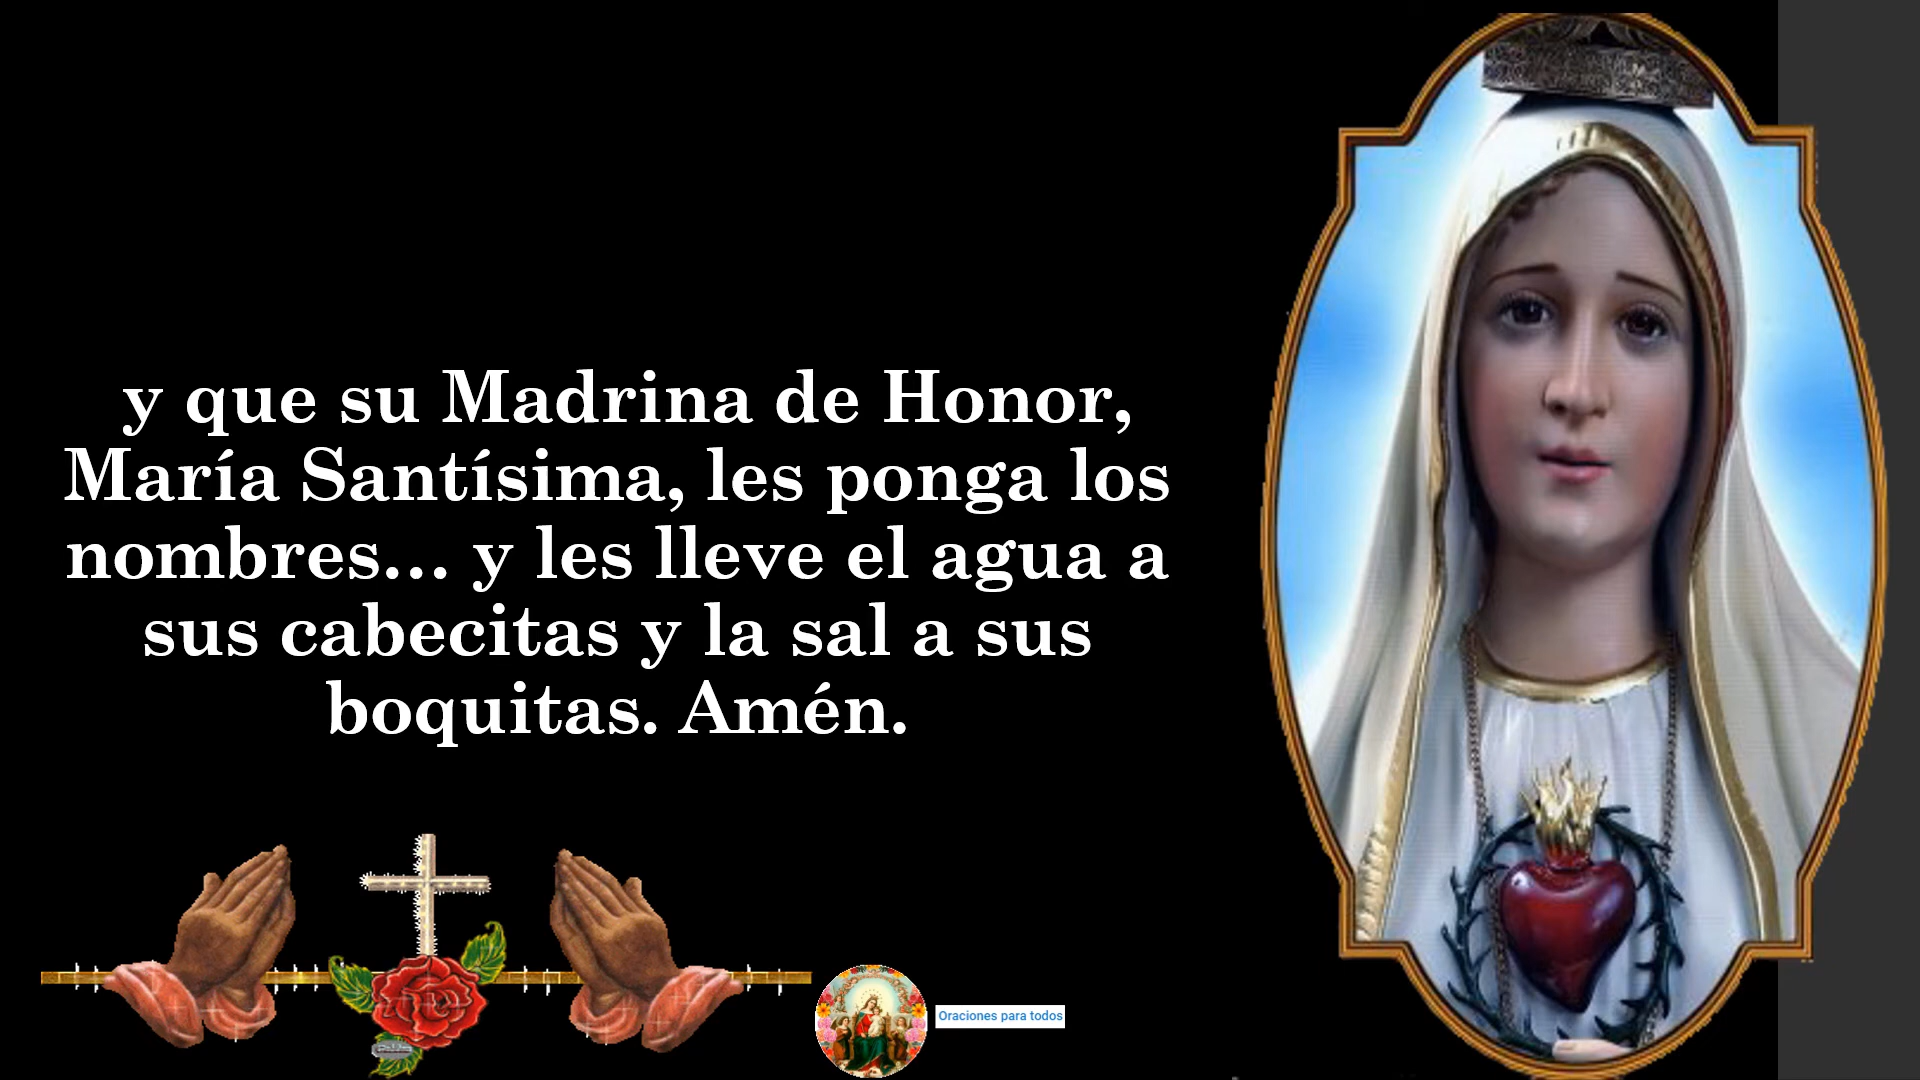 y que su Madrina de Honor,
María Santísima, les ponga los
nombres... y les lleve el agua a
sus cabecitas y la sal a sus
boquitas. Amén.
Oraciones para todos